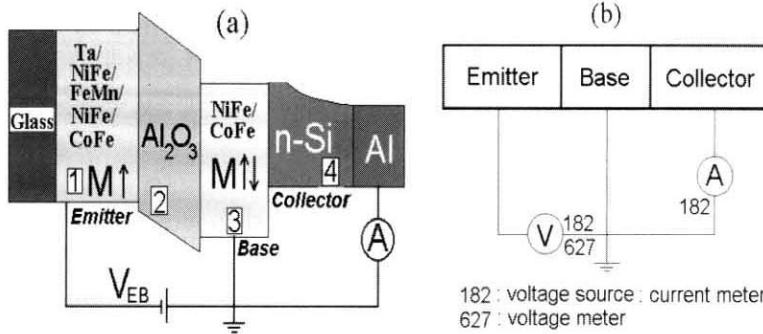 (a)
Glass
Ta/
NiFe/
FeMn/
NiFe/
CoFe
1 M↑
Emitter
Al2O3
2
NiFe/
CoFe
M↑↓
3
Base
n-Si
4
Collector
Al
A
VEB
(b)
Emitter Base Collector
A
182
V 182
627
182 : voltage source : current meter
627 : voltage meter